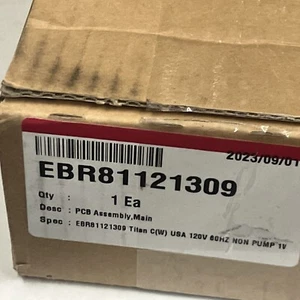 2023/09/01
EBR81121309
Qty : 1 Ea
Desc : PCB Assembly,Main
Spec : EBR81121309 Titan C(W) USA 120V 60HZ NON PUMP 1V